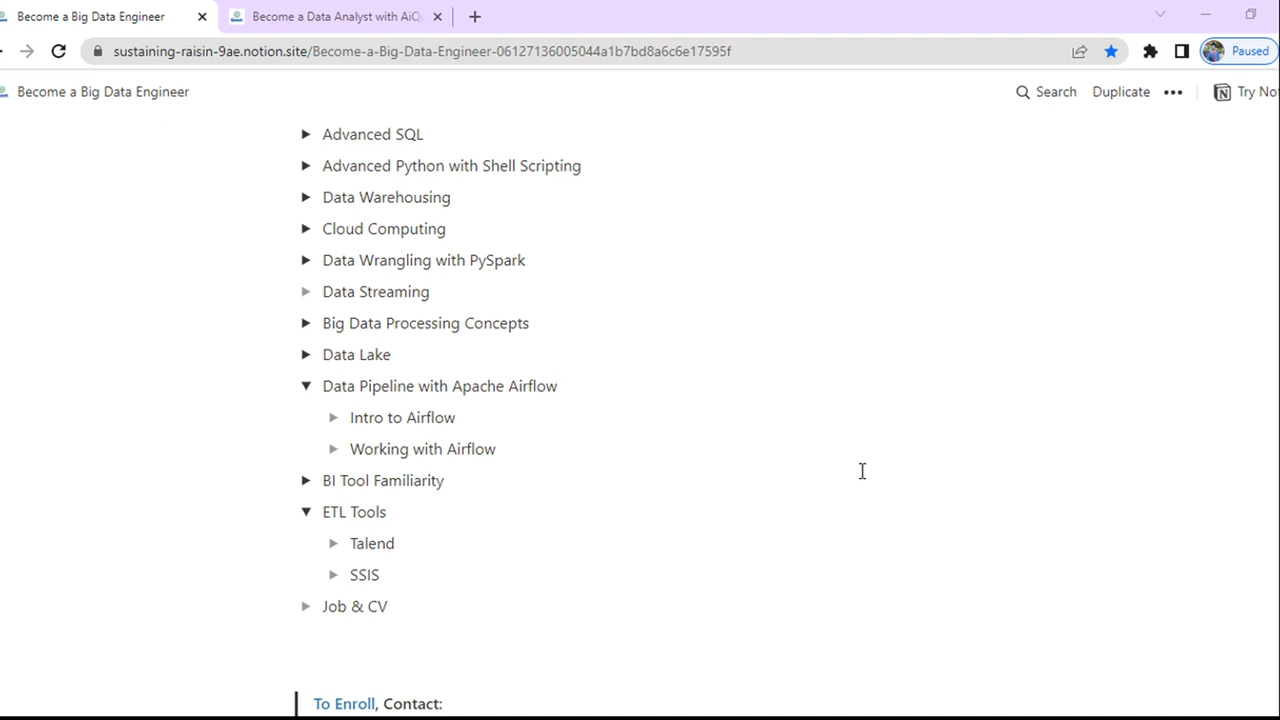 Become a Big Data Engineer
Become a Data Analyst with AiQu
sustaining-raisin-9ae.notion.site/Become-a-Big-Data-Engineer-06127136005044a1b7bd8a6c6e17595f
Paused
Become a Big Data Engineer
Search
Duplicate
Try Not
Advanced SQL
Advanced Python with Shell Scripting
Data Warehousing
Cloud Computing
Data Wrangling with PySpark
Data Streaming
Big Data Processing Concepts
Data Lake
Data Pipeline with Apache Airflow
Intro to Airflow
Working with Airflow
BI Tool Familiarity
ETL Tools
Talend
SSIS
Job & CV
To Enroll, Contact: